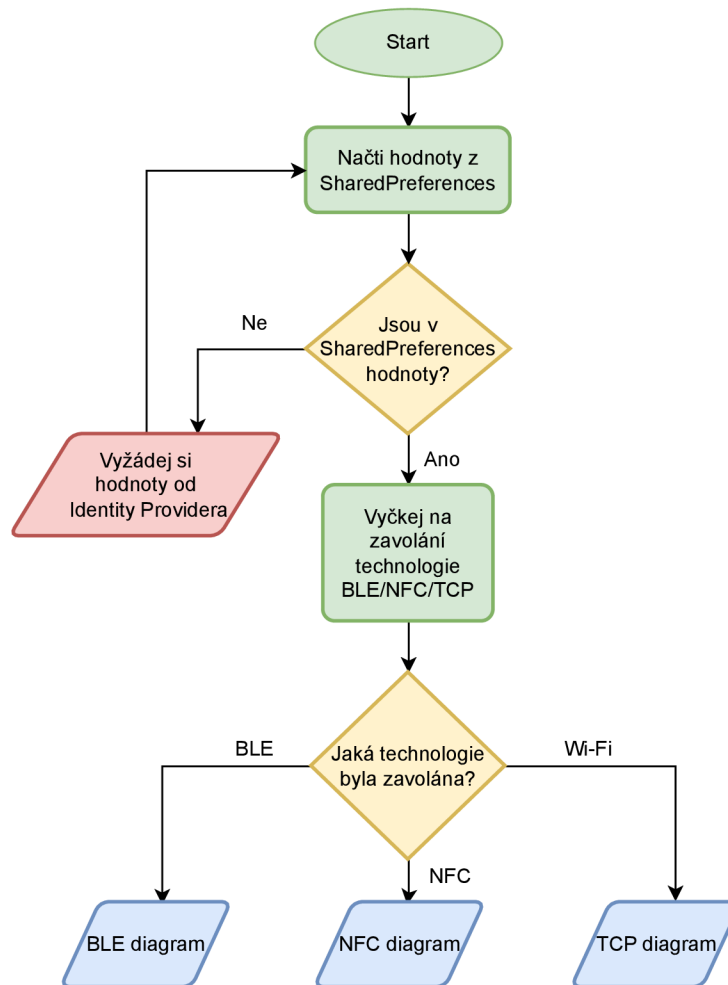 Start
Načti hodnoty z
SharedPreferences
Jsou v
SharedPreferences
hodnoty?
Ne
Vyžádej si
hodnoty od
Identity Providera
Ano
Vyčkej na
zavolání
technologie
BLE/NFC/TCP
Jaká technologie
byla zavolána?
BLE
Wi-Fi
NFC
BLE diagram
NFC diagram
TCP diagram